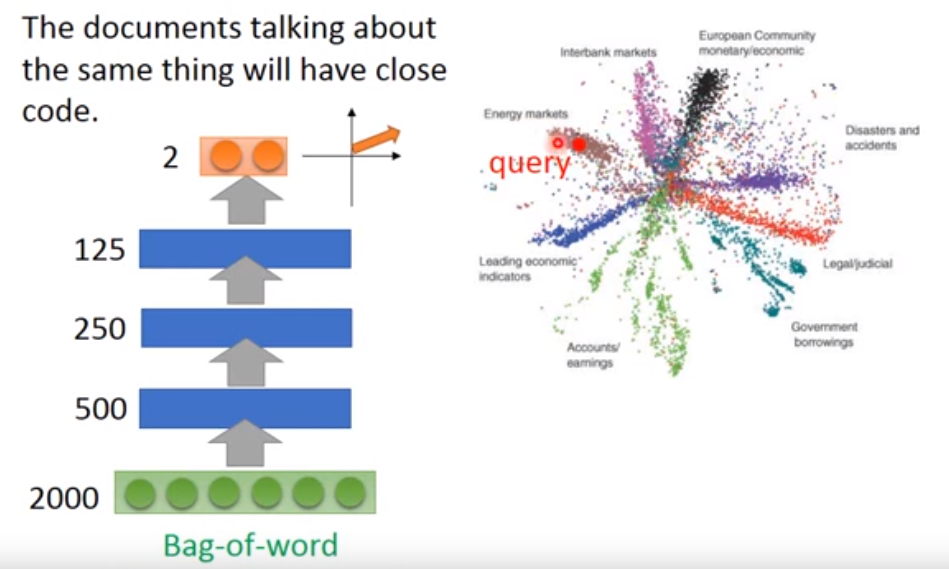 The documents talking about
the same thing will have close
code.
2
125
250
500
2000
Bag-of-word
Interbank markets
European Community
monetary/economic
Energy markets
query
Disasters and
accidents
Leading economic
indicators
Legal/judicial
Government
borrowings
Accounts/
earnings